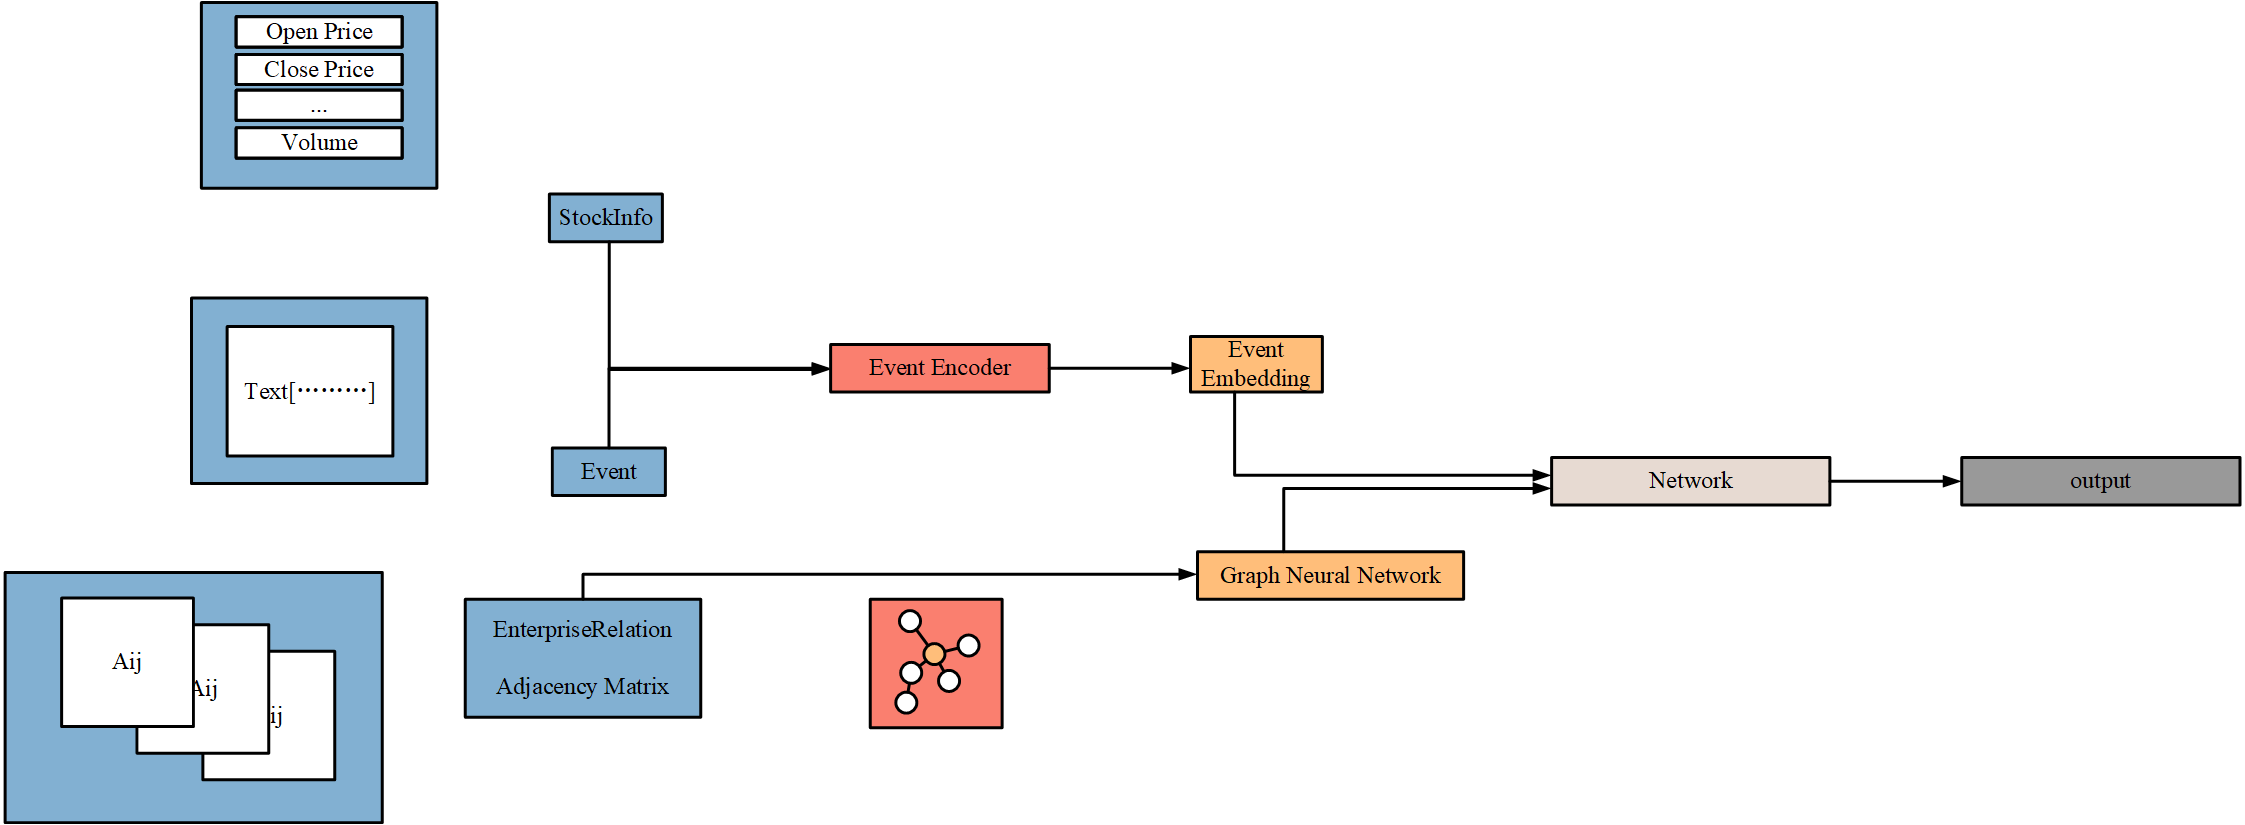 Open Price
Close Price
...
Volume
StockInfo
Text[·········]
Event Encoder
Event
Embedding
Event
Network
output
Graph Neural Network
EnterpriseRelation
Adjacency Matrix
Aij
Aij
ij